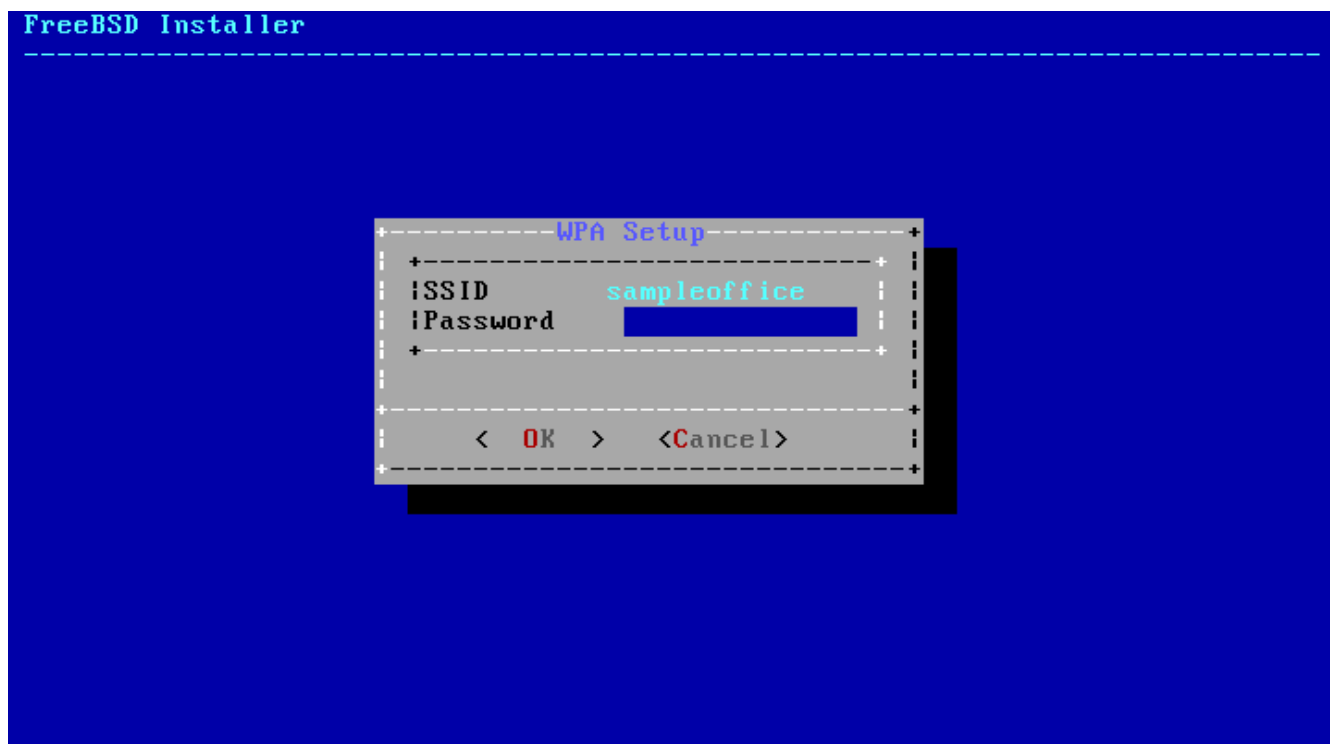 FreeBSD Installer
WPA Setup
SSID sampleoffice
Password
< OK > <Cancel>